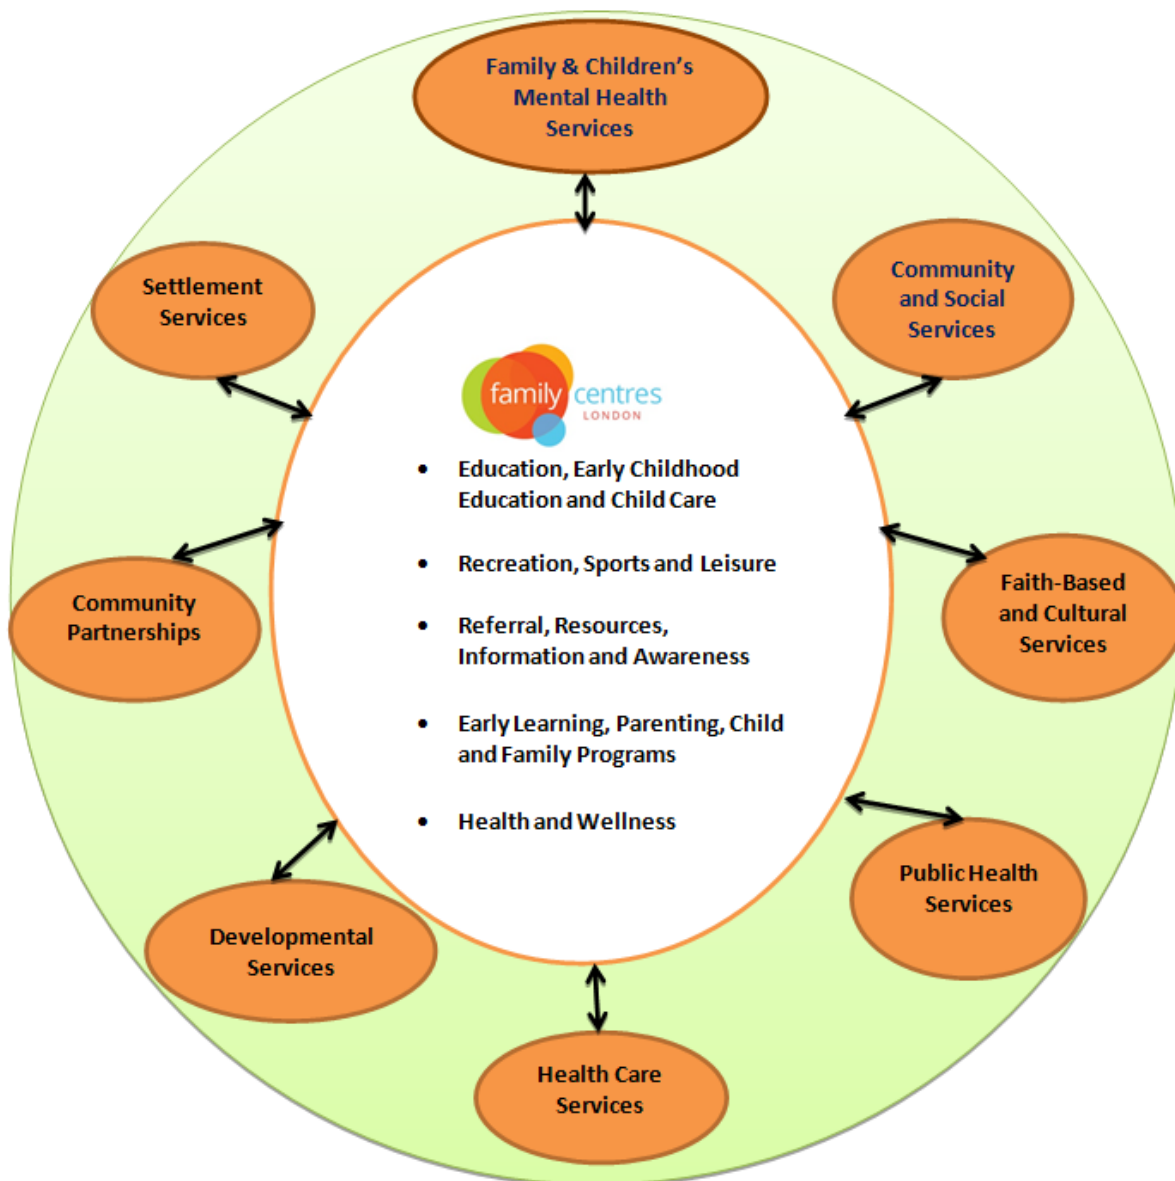 Family & Children's
Mental Health
Services
Settlement
Services
Community
and Social
Services
family centres
LONDON
• Education, Early Childhood
Education and Child Care
• Recreation, Sports and Leisure
• Referral, Resources,
Information and Awareness
• Early Learning, Parenting, Child
and Family Programs
• Health and Wellness
Community
Partnerships
Faith-Based
and Cultural
Services
Public Health
Services
Developmental
Services
Health Care
Services